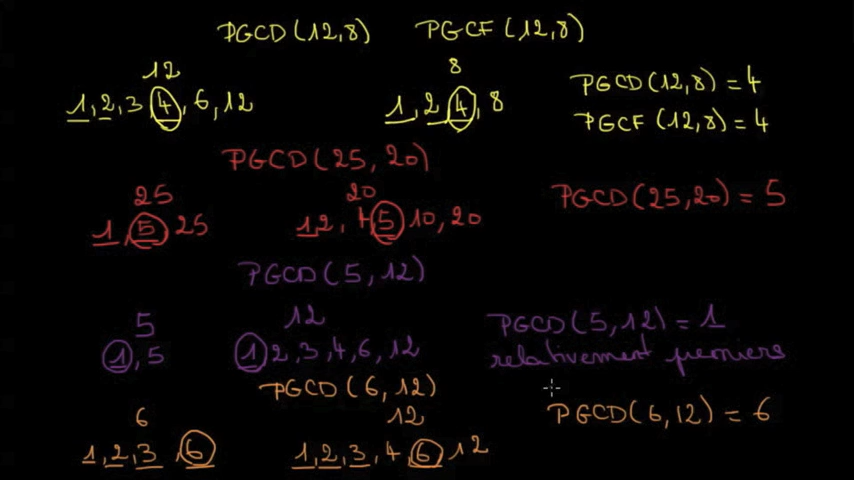 PGCD (12,8) PGCF (12,8)
12 8
1, 2, 3 4, 6, 12 1, 2, 4, 8 PGCD (12,8) = 4
PGCF (12,8) = 4
PGCD (25, 20)
25 20
1, 5 25 1 2, 4 5 10, 20 PGCD (25,20) = 5
PGCD (5, 12)
5 12
1, 5 1 2, 3, 4, 6, 12 PGCD (5, 12) = 1
relativement premiers
PGCD (6, 12)
6 12
1, 2, 3, 6 1, 2, 3, 4 6, 12 PGCD (6, 12) = 6